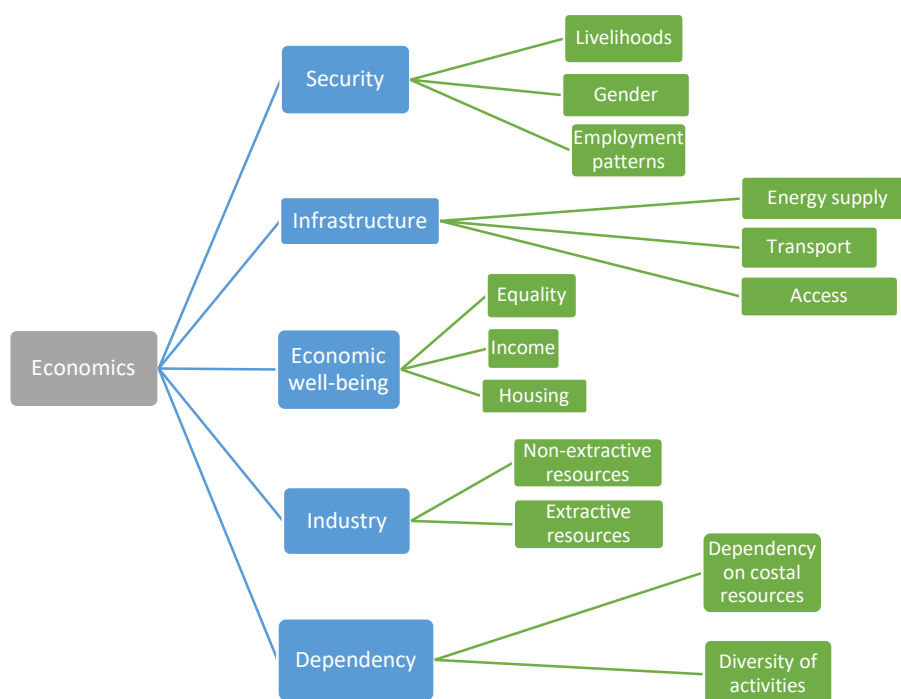 Livelihoods
Security
Gender
Employment
patterns
Energy supply
Infrastructure
Transport
Access
Equality
Economics
Economic
well-being
Income
Housing
Non-extractive
resources
Industry
Extractive
resources
Dependency
on costal
resources
Dependency
Diversity of
activities